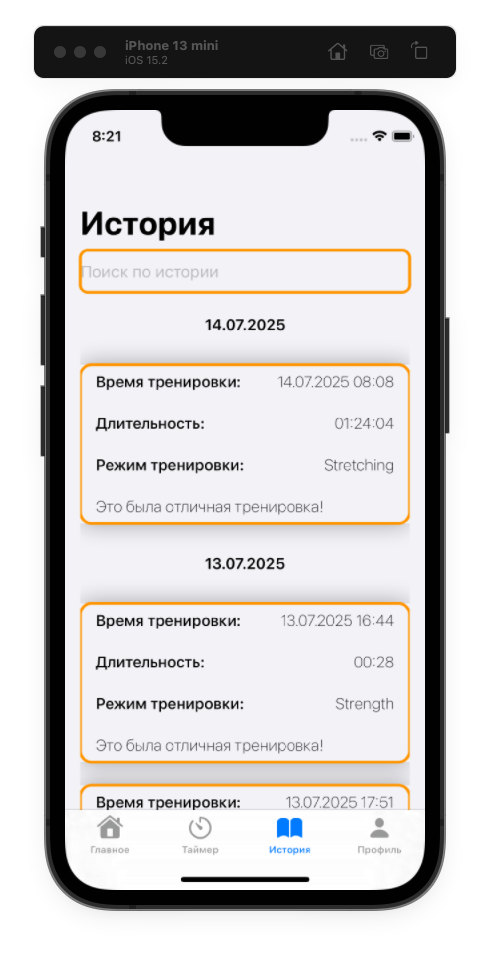 iPhone 13 mini
iOS 15.2
8:21
История
Поиск по истории
14.07.2025
Время тренировки: 14.07.2025 08:08
Длительность: 01:24:04
Режим тренировки: Stretching
Это была отличная тренировка!
13.07.2025
Время тренировки: 13.07.2025 16:44
Длительность: 00:28
Режим тренировки: Strength
Это была отличная тренировка!
Время тренировки: 13.07.2025 17:51
Главное Таймер История Профиль